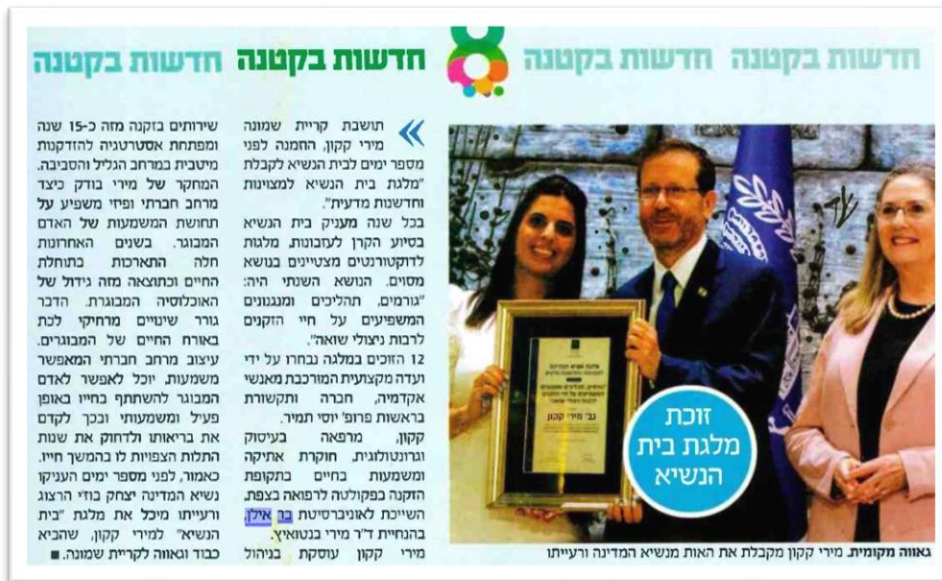 חדשות בקטנה חדשות בקטנה חדשות בקטנה חדשות בקטנה
תושבת קריית שמונה
מירי קקון, הוזמנה לפני
מספר ימים לבית הנשיא לקבלת
"מלגת בית הנשיא למצוינות
וחדשנות מדעית".
בכל שנה מעניק בית הנשיא
בסיוע הקרן לעזבונות, מלגות
לדוקטורנטים מצטיינים בנושא
מסוים. הנושא השנתי היה:
"גורמים, תהליכים ומנגנונים
המשפיעים על חיי הזקנים
לרבות ניצולי שואה".
12 הזוכים במלגה נבחרו על ידי
ועדה מקצועית המורכבת מאנשי
אקדמיה, חברה ותקשורת
בראשות פרופ' יוסי תמיר.
קקון, מרפאה בעיסוק
וגרונטולוגית, חוקרת אתיקה
ומשמעות בחיים בתקופת
הזקנה בפקולטה לרפואה בצפת,
השייכת לאוניברסיטת בר אילן,
בהנחיית ד"ר מירי בנטואיץ.
מירי קקון עוסקת בניהול
שירותים בזקנה מזה כ-15 שנה
ומפתחת אסטרטגיה להזדקנות
מיטבית במרחב הגליל והסביבה.
המחקר של מירי בודק כיצד
מרחב חברתי ופיזי משפיע על
תחושת המשמעות של האדם
המבוגר. בשנים האחרונות
חלה התארכות בתוחלת
החיים וכתוצאה מזה גידול של
האוכלוסיה המבוגרת. הדבר
גורר שינויים מרחיקי לכת
באורח החיים של המבוגרים.
עיצוב מרחב חברתי המאפשר
משמעות, יוכל לאפשר לאדם
המבוגר להשתתף בחייו באופן
פעיל ומשמעותי ובכך לקדם
את בריאותו ולדחוק את שנות
התלות הצפויות לו בהמשך חייו.
כאמור, לפני מספר ימים העניקו
נשיא המדינה יצחק בוז'י הרצוג
ורעייתו מיכל את מלגת "בית
הנשיא" למירי קקון, שהביא
כבוד וגאווה לקריית שמונה.
זוכת
מלגת בית
הנשיא
גב' מירי קקון
גאווה מקומית. מירי קקון מקבלת את האות מנשיא המדינה ורעייתו